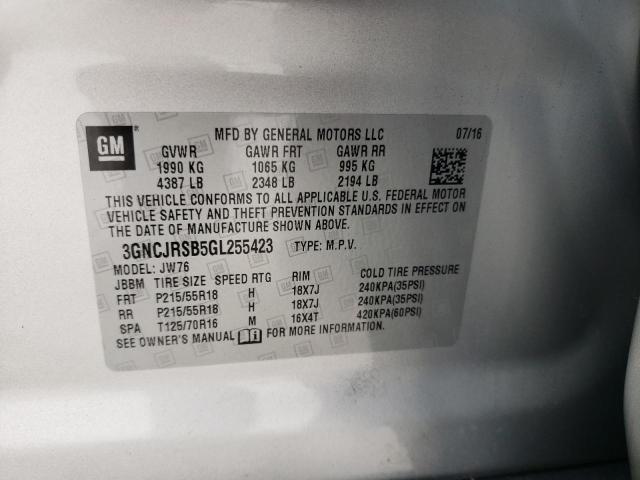 GM ® MFD BY GENERAL MOTORS LLC 07/16
GVWR GAWR FRT GAWR RR
1990 KG 1065 KG 995 KG
4387 LB 2348 LB 2194 LB
THIS VEHICLE CONFORMS TO ALL APPLICABLE U.S. FEDERAL MOTOR
VEHICLE SAFETY AND THEFT PREVENTION STANDARDS IN EFFECT ON
THE DATE OF MANUFACTURE SHOWN ABOVE.
3GNCJRSB5GL255423 TYPE: M.P.V.
MODEL: JW76
JBBM TIRE SIZE SPEED RTG RIM COLD TIRE PRESSURE
FRT P215/55R18 H 18X7J 240KPA(35PSI)
RR P215/55R18 H 18X7J 240KPA(35PSI)
SPA T125/70R16 M 16X4T 420KPA(60PSI)
SEE OWNER'S MANUAL FOR MORE INFORMATION.